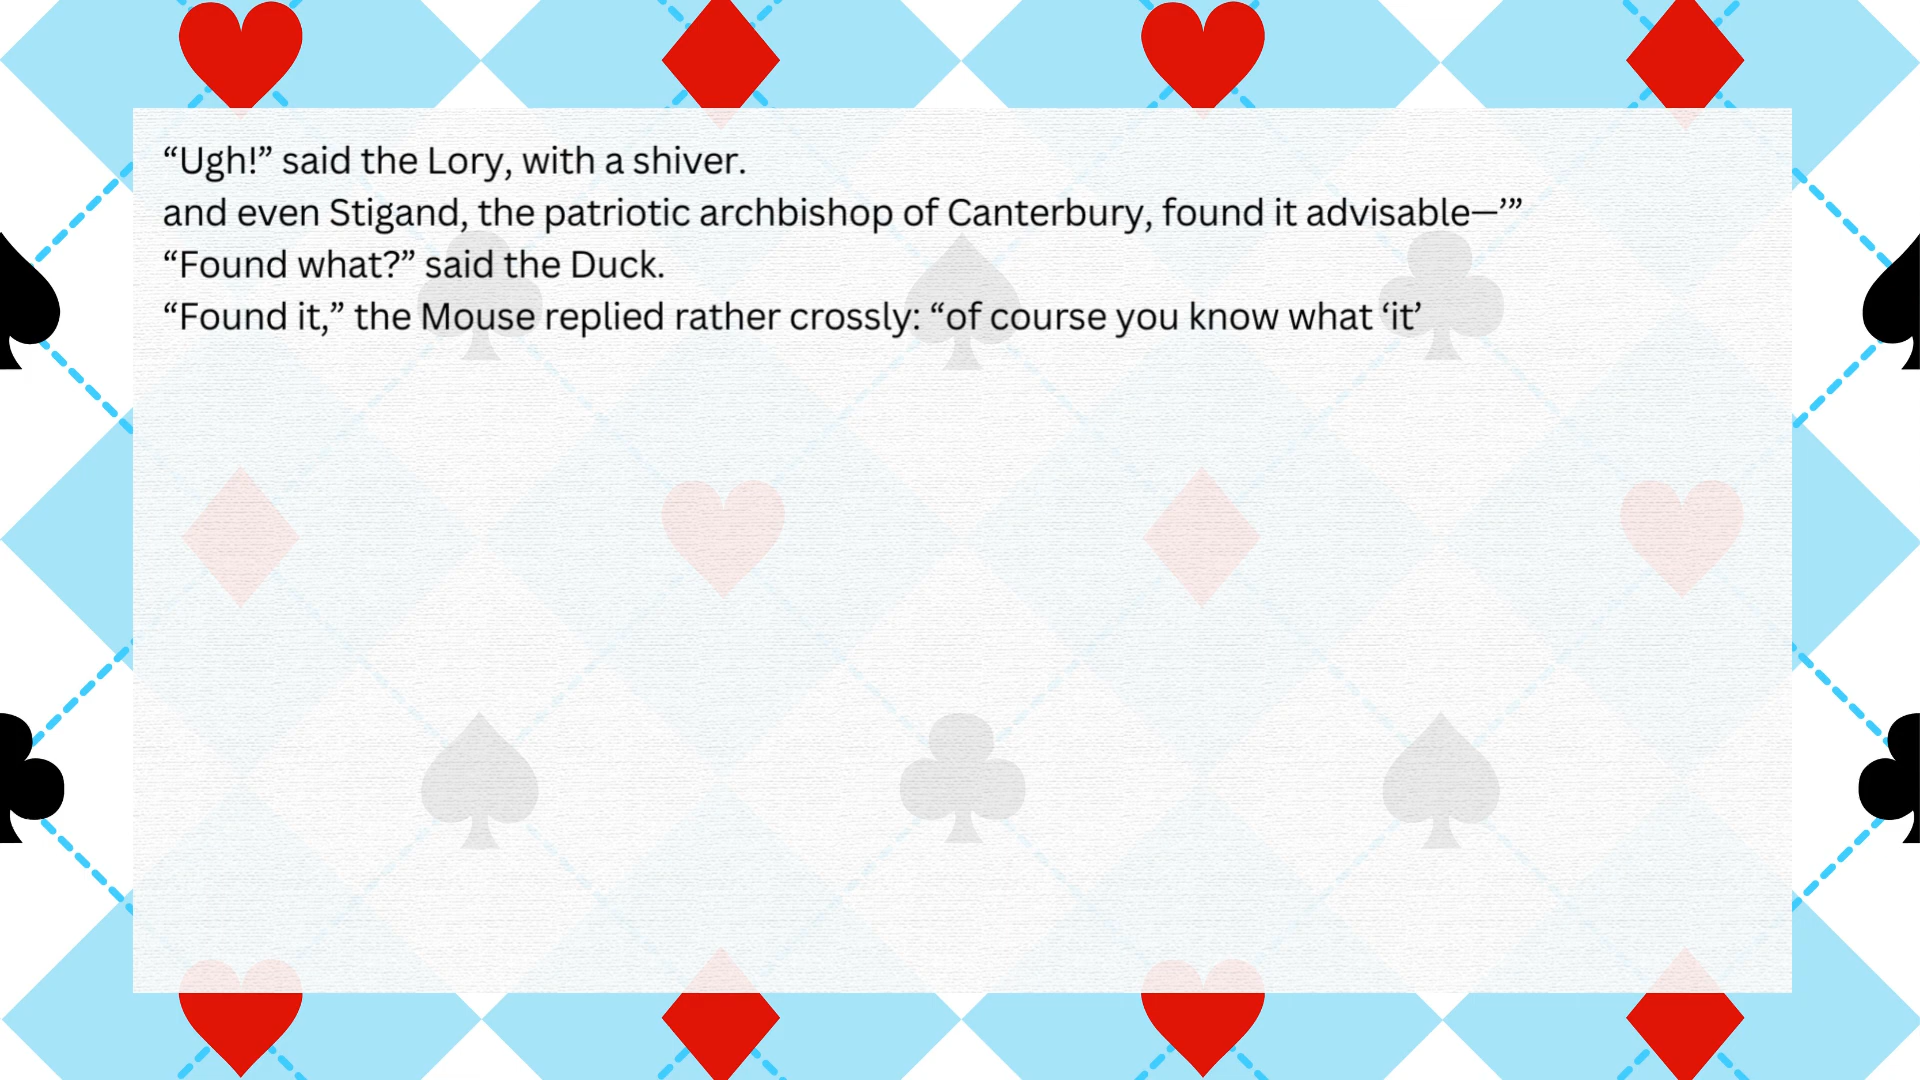 “Ugh!” said the Lory, with a shiver.
and even Stigand, the patriotic archbishop of Canterbury, found it advisable—’”
“Found what?” said the Duck.
“Found it,” the Mouse replied rather crossly: “of course you know what ‘it’